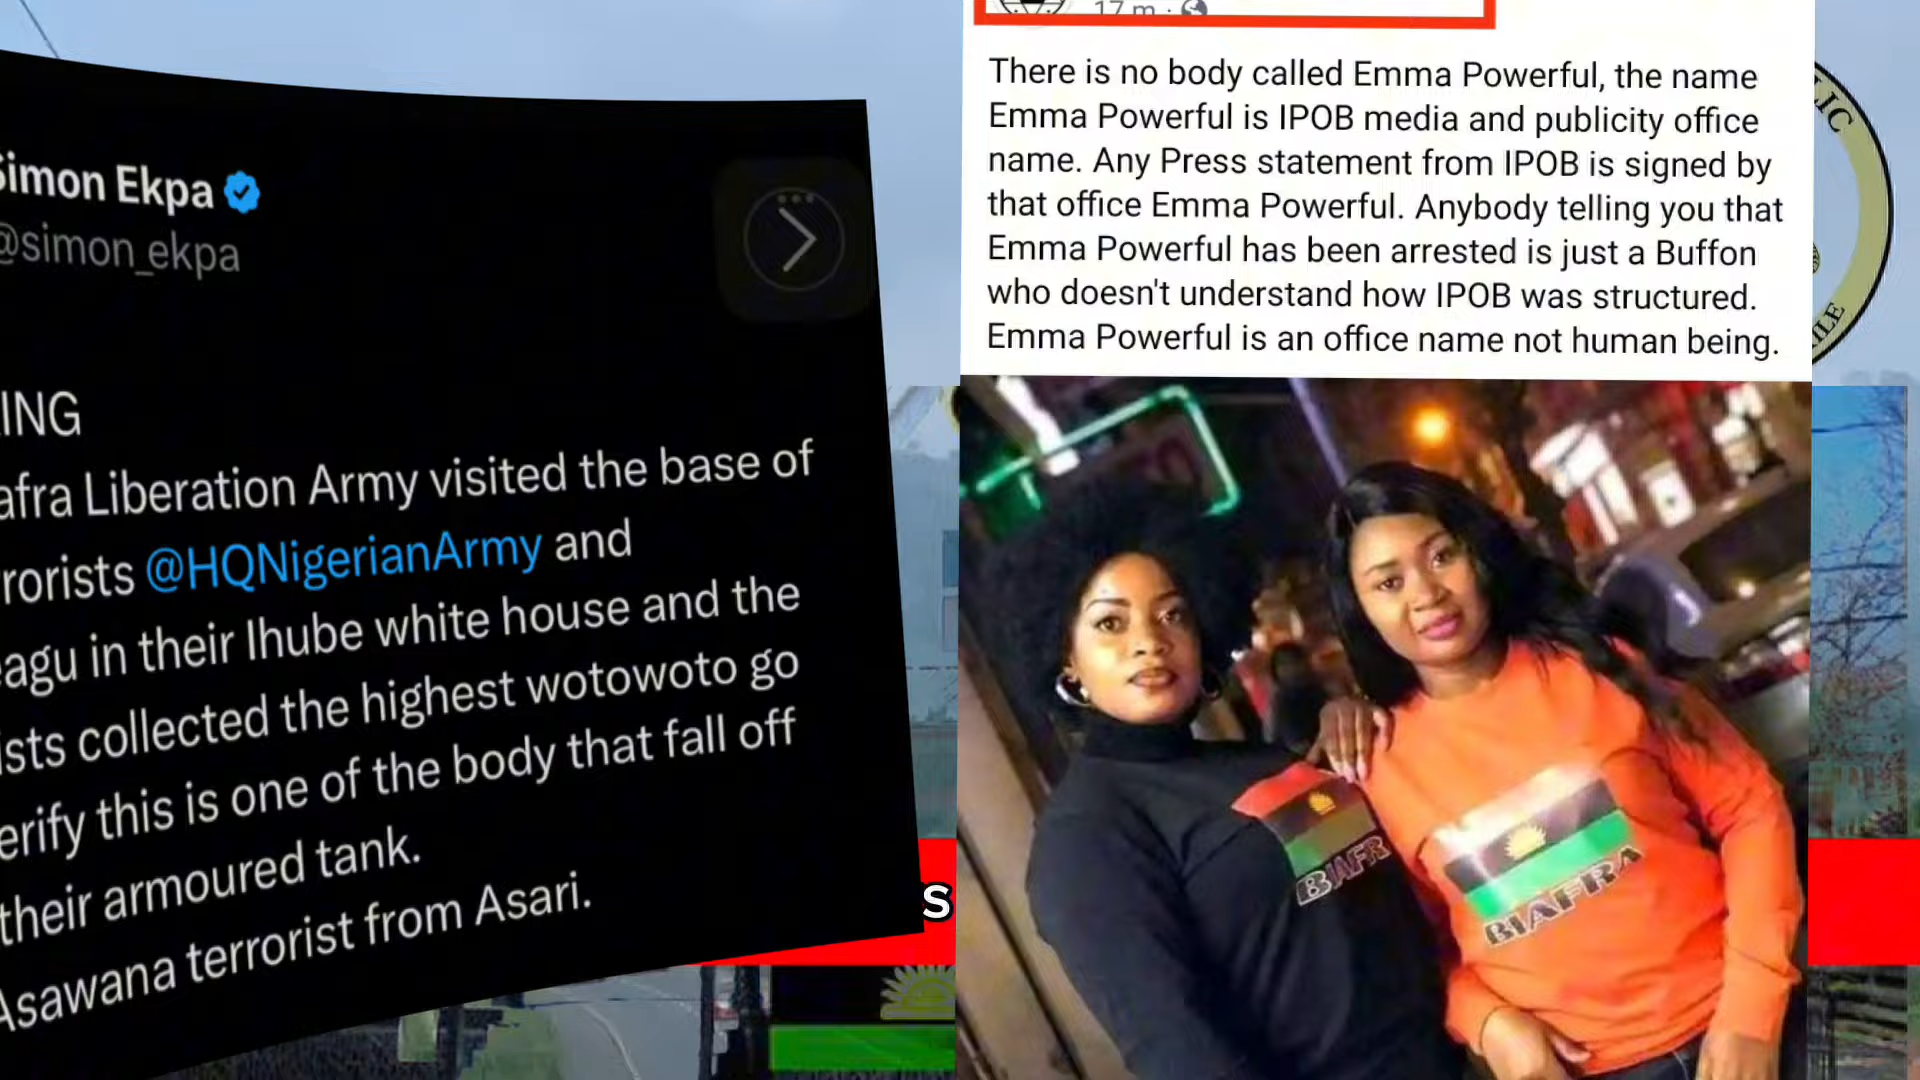 Simon Ekpa
@simon_ekpa
ING
afra Liberation Army visited the base of
rorists @HQNigerianArmy and
eagu in their Ihube white house and the
ists collected the highest wotowoto go
erify this is one of the body that fall off
their armoured tank.
Asawana terrorist from Asari.
17 m
There is no body called Emma Powerful, the name
Emma Powerful is IPOB media and publicity office
name. Any Press statement from IPOB is signed by
that office Emma Powerful. Anybody telling you that
Emma Powerful has been arrested is just a Buffon
who doesn't understand how IPOB was structured.
Emma Powerful is an office name not human being.
BIAFR
BIAFRA
LIC
ILE
S